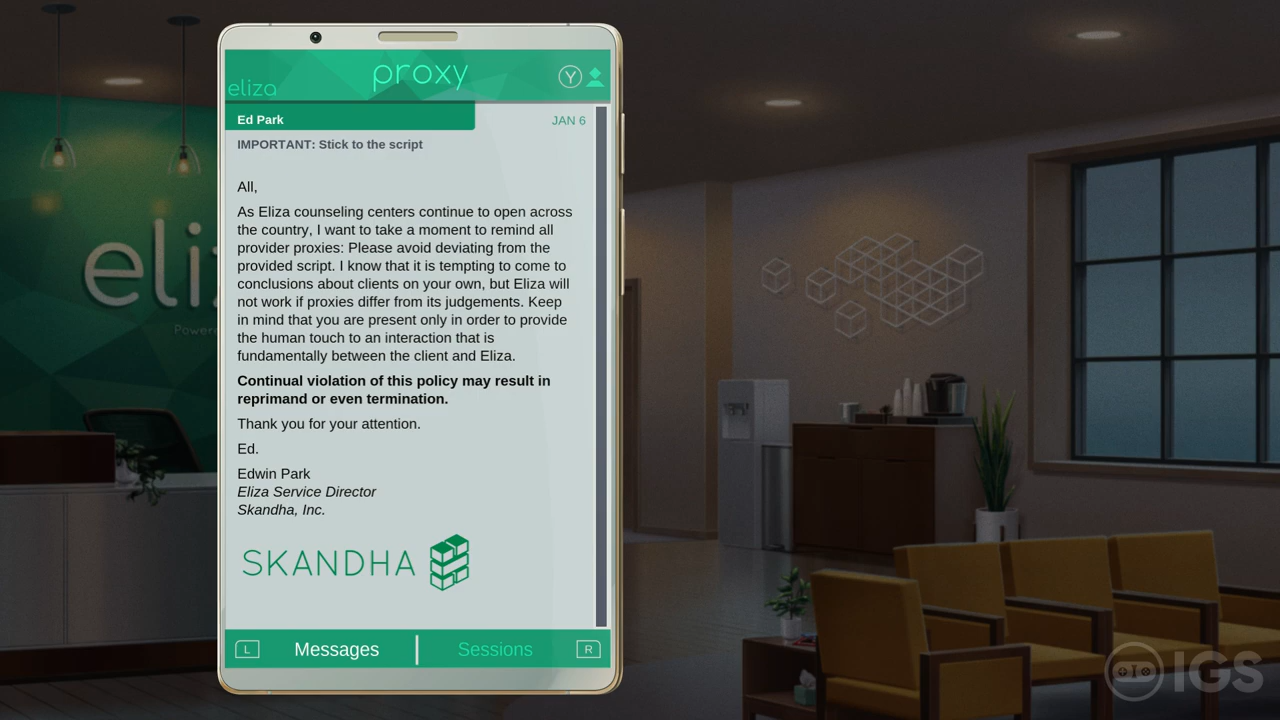 proxy
eliza
Y
Ed Park
JAN 6
IMPORTANT: Stick to the script
All,
As Eliza counseling centers continue to open across
the country, I want to take a moment to remind all
provider proxies: Please avoid deviating from the
provided script. I know that it is tempting to come to
conclusions about clients on your own, but Eliza will
not work if proxies differ from its judgements. Keep
in mind that you are present only in order to provide
the human touch to an interaction that is
fundamentally between the client and Eliza.
Continual violation of this policy may result in
reprimand or even termination.
Thank you for your attention.
Ed.
Edwin Park
Eliza Service Director
Skandha, Inc.
SKANDHA
L
Messages
Sessions
R
eliz
Powere
IGS